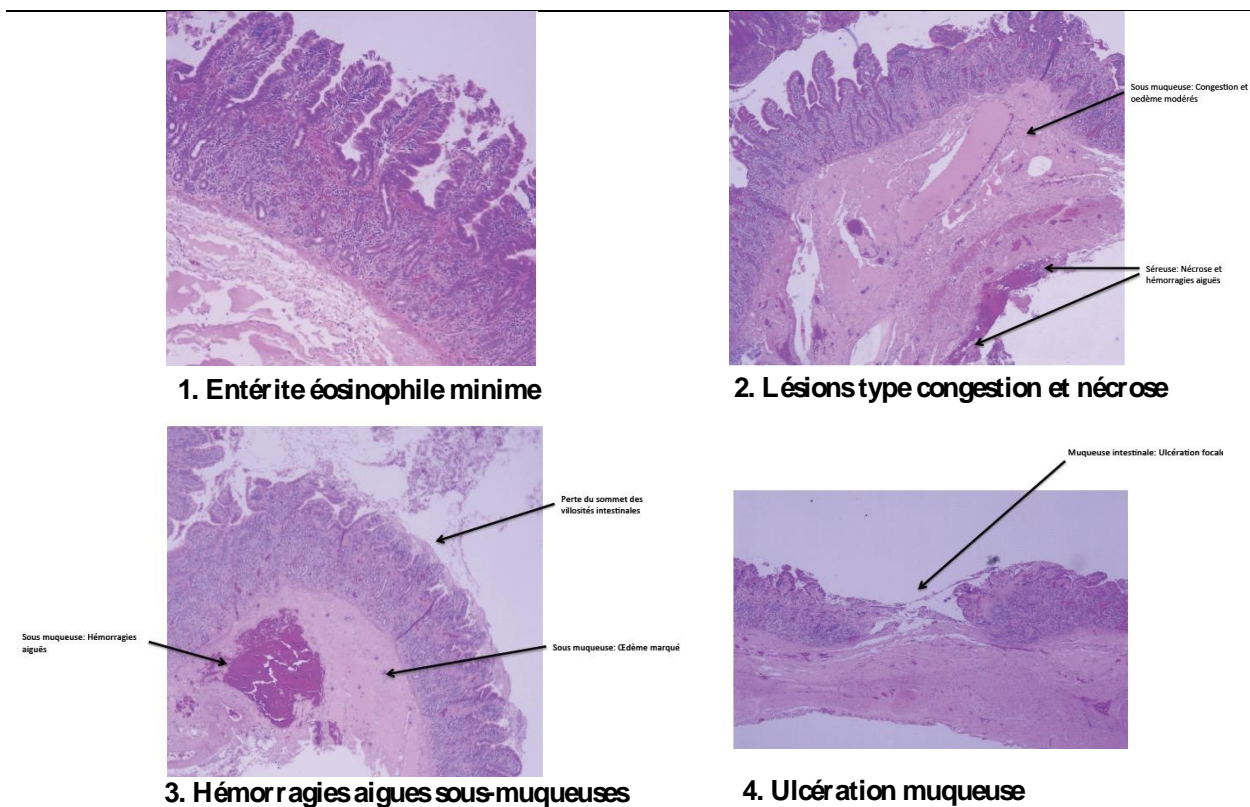 Sous muqueuse: Congestion et
oedème modérés
Séreuse: Nécrose et
hémorragies aiguës
1. Entérite éosinophile minime
2. Lésions type congestion et nécrose
Muqueuse intestinale: Ulcération focale
Perte du sommet des
villosités intestinales
Sous muqueuse: Hémorragies
aiguës
Sous muqueuse: Œdème marqué
3. Hémorragies aigues sous-muqueuses
4. Ulcération muqueuse